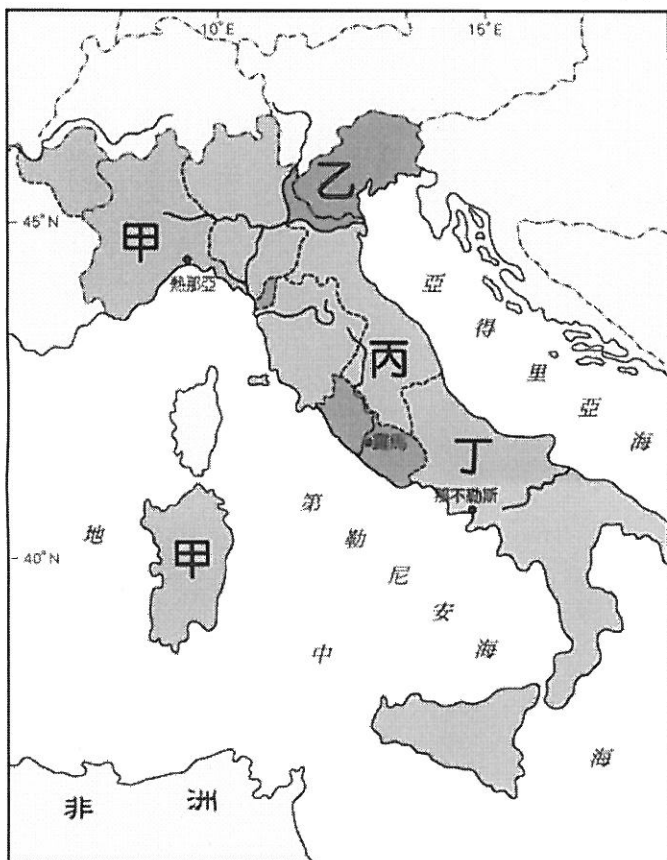 10°E
15°E
乙
45°N
甲
熱那亞
亞得里亞海
丙
羅馬
丁
那不勒斯
第勒尼安海
地中海
40°N
甲
非洲